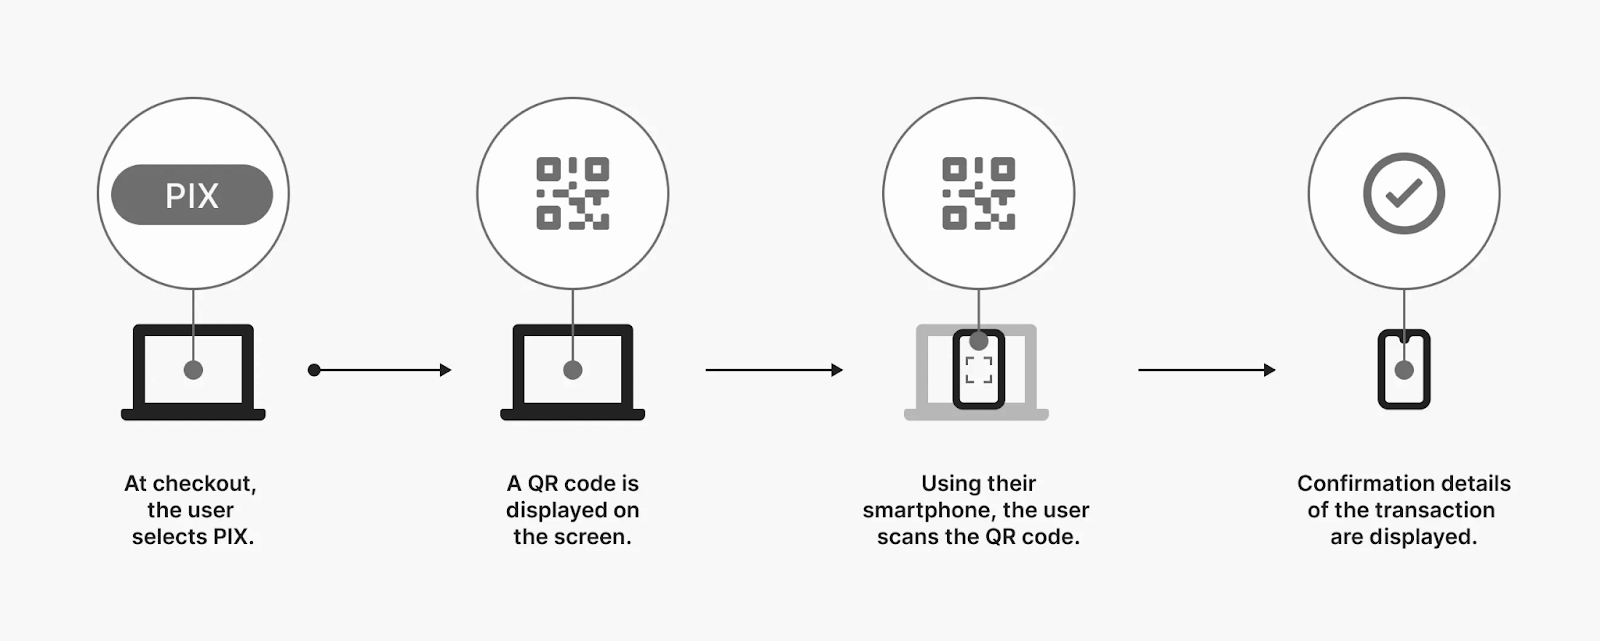 PIX
At checkout,
the user
selects PIX.
A QR code is
displayed on
the screen.
Using their
smartphone, the user
scans the QR code.
Confirmation details
of the transaction
are displayed.